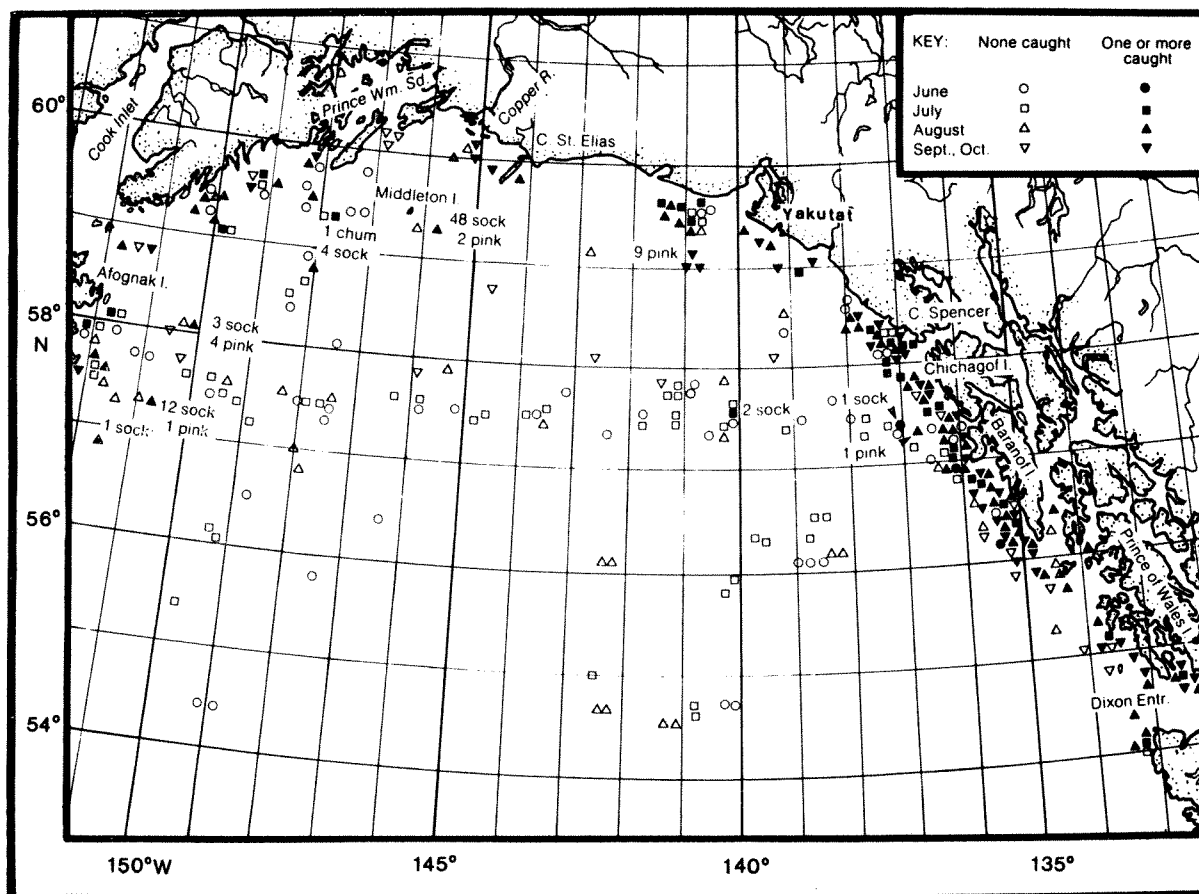 KEY: None caught One or more caught
June
July
August
Sept., Oct.
60°
58°
N
56°
54°
150°W
145°
140°
135°
Cook Inlet
Prince Wm. Sd.
Copper R.
C. St. Elias
Middleton I.
48 sock
2 pink
1 chum
4 sock
9 pink
Yakutat
Afognak I.
3 sock
4 pink
C. Spencer
Chichagof I.
12 sock
1 pink
1 sock
2 sock
1 sock
1 pink
Baranof I.
Prince of Wales I.
Dixon Entr.